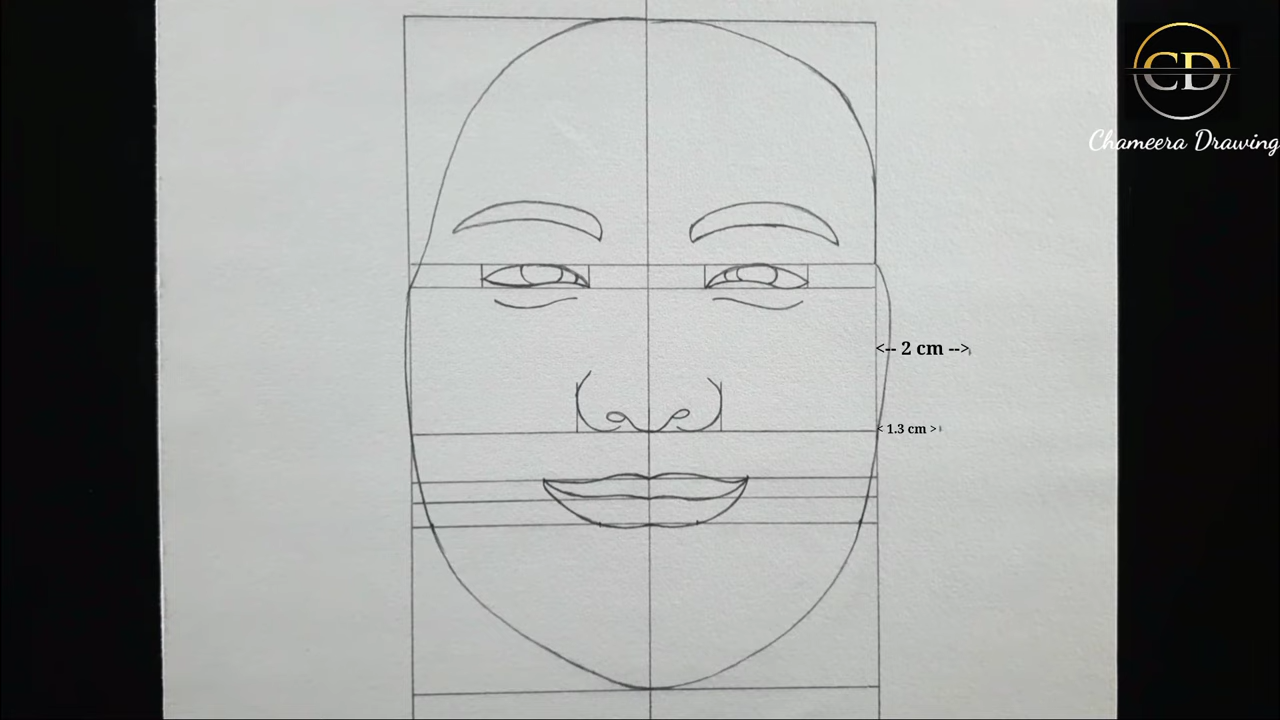 CD
Chameera Drawing
<-- 2 cm -->
< 1.3 cm >